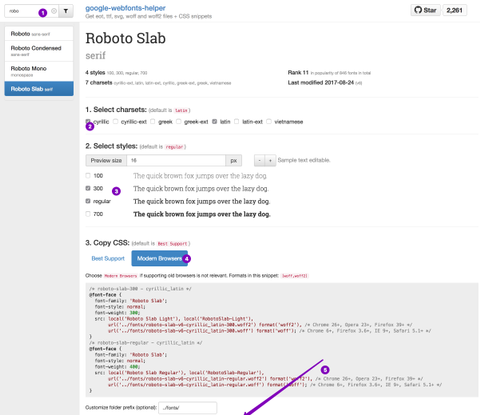 robo
1
Roboto sans-serif
Roboto Condensed
sans-serif
Roboto Mono
monospace
Roboto Slab serif
google-webfonts-helper
Get eot, ttf, svg, woff and woff2 files + CSS snippets
Star 2,261
Roboto Slab
serif
4 styles 100, 300, regular, 700
7 charsets cyrillic-ext, latin, latin-ext, cyrillic, greek-ext, greek, vietnamese
Rank 11 in popularity of 848 fonts in total
Last modified 2017-08-24 (v6)
1. Select charsets: (default is latin)
2
cyrillic cyrillic-ext greek greek-ext latin latin-ext vietnamese
2. Select styles: (default is regular)
Preview size 16 px - + Sample text editable.
100 The quick brown fox jumps over the lazy dog.
300 The quick brown fox jumps over the lazy dog.
3
regular The quick brown fox jumps over the lazy dog.
700 The quick brown fox jumps over the lazy dog.
3. Copy CSS: (default is Best Support)
Best Support Modern Browsers 4
Choose Modern Browsers if supporting old browser is not relevant. Formats in this snippet: [woff,woff2]
/* roboto-slab-300 - cyrillic_latin */
@font-face {
font-family: 'Roboto Slab';
font-style: normal;
font-weight: 300;
src: local('Roboto Slab Light'), local('RobotoSlab-Light'),
url('../fonts/roboto-slab-v6-cyrillic_latin-300.woff2') format('woff2'), /* Chrome 26+, Opera 23+, Firefox 39+ */
url('../fonts/roboto-slab-v6-cyrillic_latin-300.woff') format('woff'); /* Chrome 6+, Firefox 3.6+, IE 9+, Safari 5.1+ */
}
/* roboto-slab-regular - cyrillic_latin */
@font-face {
font-family: 'Roboto Slab';
font-style: normal;
font-weight: 400;
src: local('Roboto Slab Regular'), local('RobotoSlab-Regular'),
url('../fonts/roboto-slab-v6-cyrillic_latin-regular.woff2') format('woff2'), /* Chrome 26+, Opera 23+, Firefox 39+ */
url('../fonts/roboto-slab-v6-cyrillic_latin-regular.woff') format('woff'); /* Chrome 6+, Firefox 3.6+, IE 9+, Safari 5.1+ */
}
5
Customize folder prefix (optional): ../fonts/